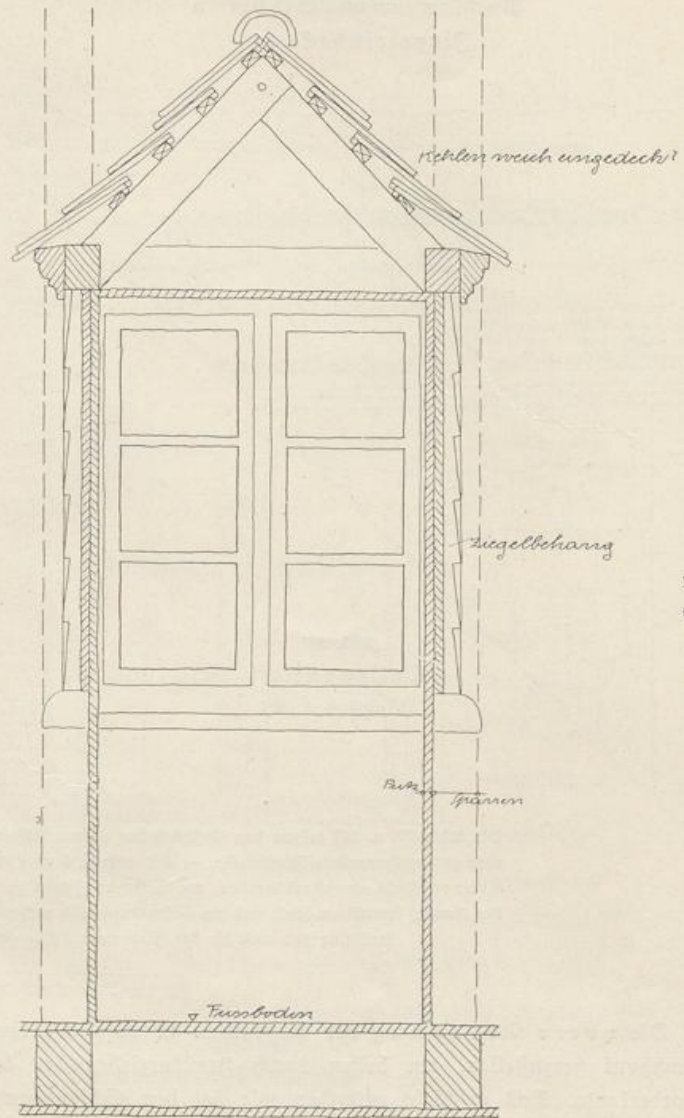 Kehlen weich eingedeckt
Ziegelbehang
Putz
Sparren
Fussboden